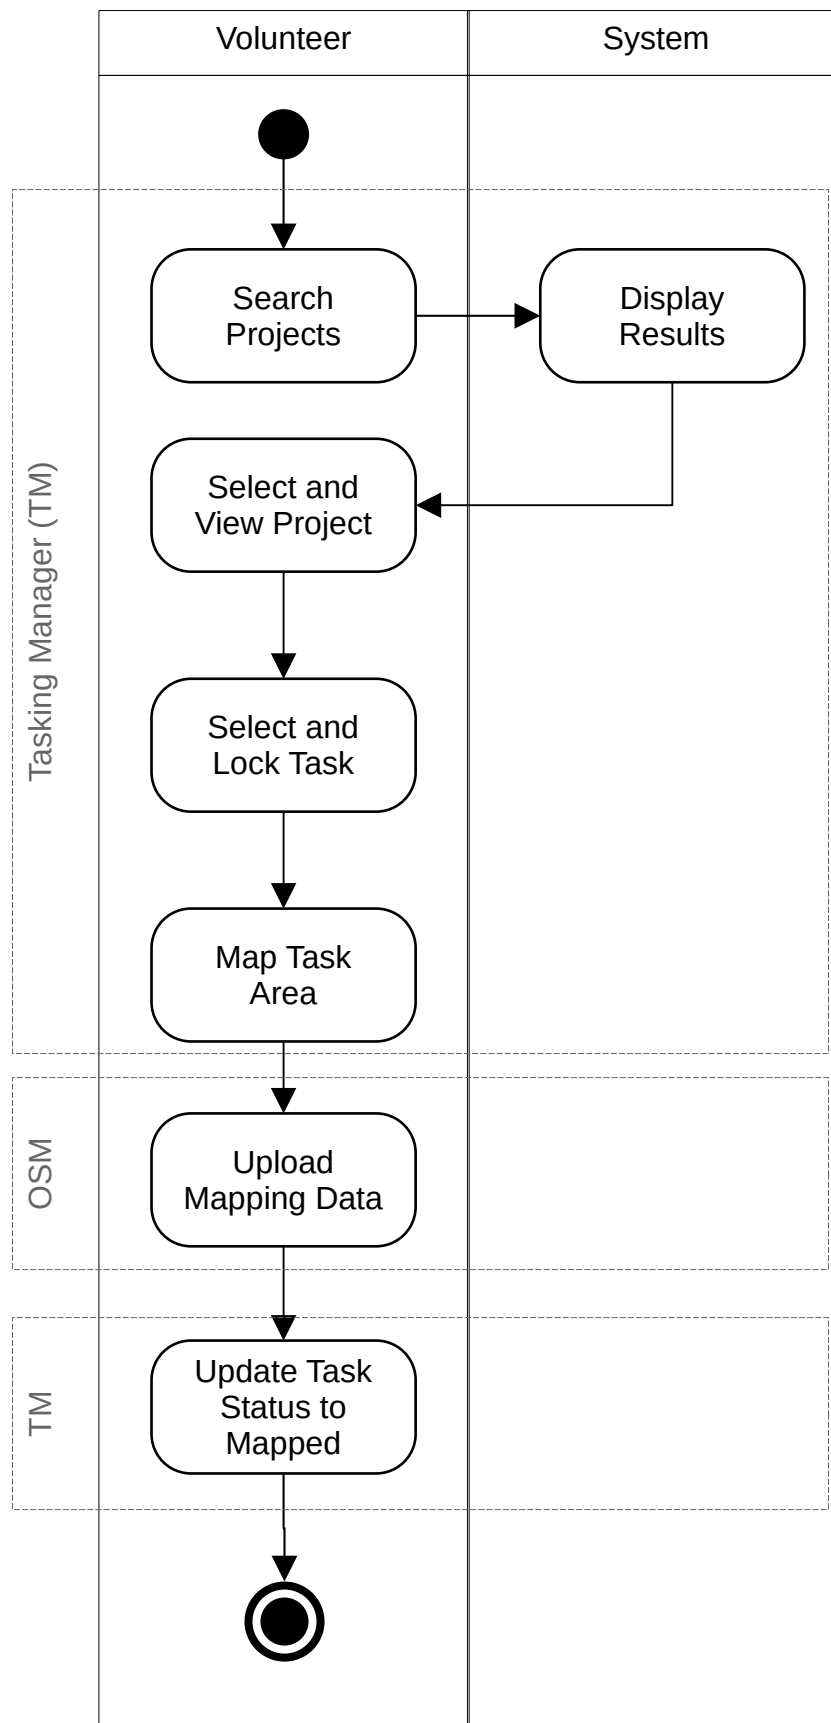 Volunteer
System
Search
Projects
Display
Results
Tasking Manager (TM)
Select and
View Project
Select and
Lock Task
Map Task
Area
OSM
Upload
Mapping Data
TM
Update Task
Status to
Mapped